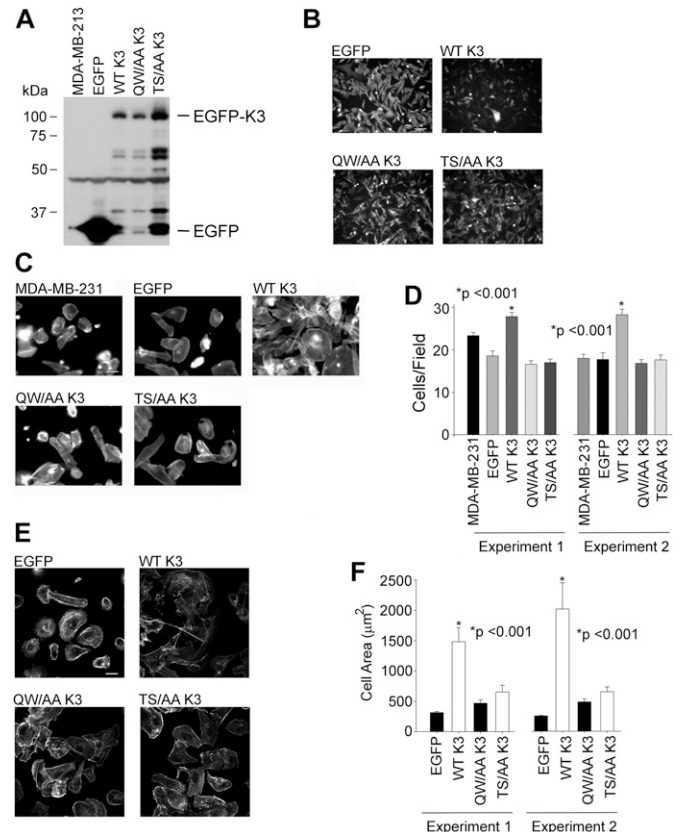 A
MDA-MB-213
EGFP
WT K3
QW/AA K3
TS/AA K3
kDa
100
75
50
37
EGFP-K3
EGFP
B
EGFP
WT K3
QW/AA K3
TS/AA K3
C
MDA-MB-231
EGFP
WT K3
QW/AA K3
TS/AA K3
D
Cells/Field
30
20
10
0
*p <0.001
*
*p <0.001
*
MDA-MB-231
EGFP
WT K3
QW/AA K3
TS/AA K3
MDA-MB-231
EGFP
WT K3
QW/AA K3
TS/AA K3
Experiment 1
Experiment 2
E
EGFP
WT K3
QW/AA K3
TS/AA K3
F
Cell Area (µm²)
2500
2000
1500
1000
500
0
*
*p <0.001
*
*p <0.001
EGFP
WT K3
QW/AA K3
TS/AA K3
EGFP
WT K3
QW/AA K3
TS/AA K3
Experiment 1
Experiment 2